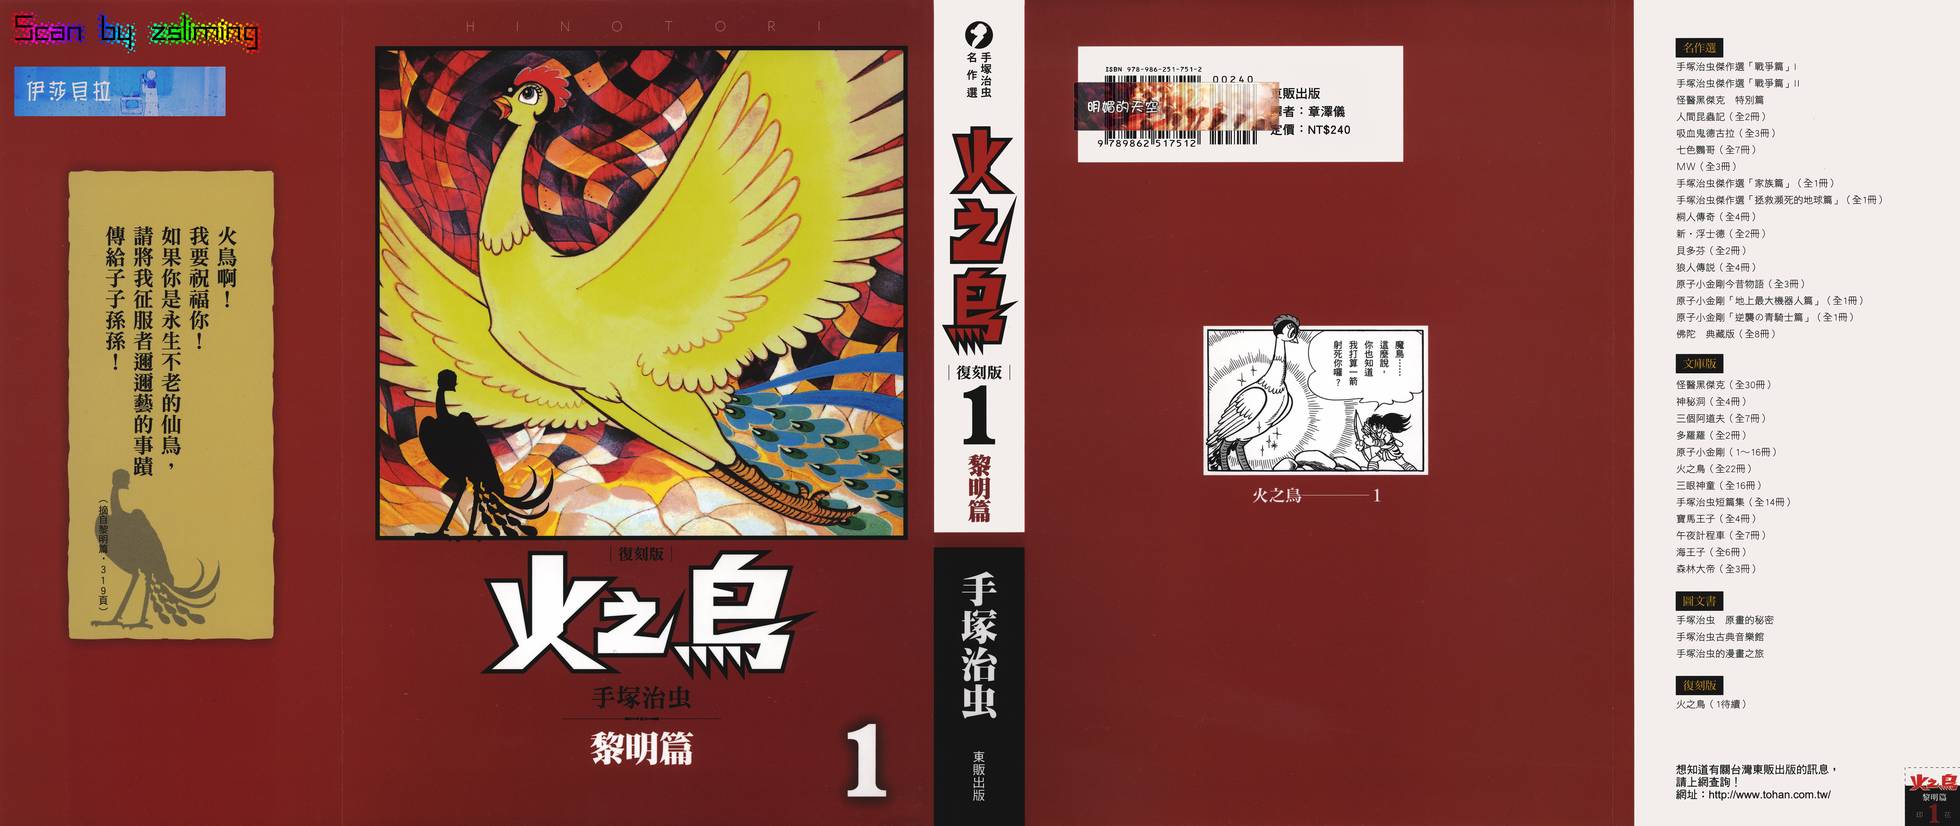 Scan by zsliming
伊莎貝拉
火鳥啊！
我要祝福你！
如果你是永生不老的仙鳥，
請將我征服者邇邇藝的事蹟
傳給子子孫孫！
（摘自黎明篇・319頁）
HINOTORI
復刻版
火之鳥
手塚治虫
黎明篇
1
手塚治虫
名作選
火之鳥
復刻版
1
黎明篇
手塚治虫
東販出版
ISBN 978-986-251-751-2
00240
明媚的天空
東販出版
譯者：章澤儀
定價：NT$240
9 789862 517512
魔鳥……
這麼說，
你也知道
我打算一箭
射死你囉？
火之鳥——1
名作選
手塚治虫傑作選「戰爭篇」I
手塚治虫傑作選「戰爭篇」II
怪醫黑傑克　特別篇
人間昆蟲記（全2冊）
吸血鬼德古拉（全3冊）
七色鸚哥（全7冊）
MW（全3冊）
手塚治虫傑作選「家族篇」（全1冊）
手塚治虫傑作選「拯救瀕死的地球篇」（全1冊）
桐人傳奇（全4冊）
新・浮士德（全2冊）
貝多芬（全2冊）
狼人傳説（全4冊）
原子小金剛今昔物語（全3冊）
原子小金剛「地上最大機器人篇」（全1冊）
原子小金剛「逆襲の青騎士篇」（全1冊）
佛陀　典藏版（全8冊）
文庫版
怪醫黑傑克（全30冊）
神秘洞（全4冊）
三個阿道夫（全7冊）
多羅羅（全2冊）
原子小金剛（1～16冊）
火之鳥（全22冊）
三眼神童（全16冊）
手塚治虫短篇集（全14冊）
寶馬王子（全4冊）
午夜計程車（全7冊）
海王子（全6冊）
森林大帝（全3冊）
圖文書
手塚治虫　原畫的秘密
手塚治虫古典音樂館
手塚治虫的漫畫之旅
復刻版
火之鳥（1待續）
想知道有關台灣東販出版的訊息，
請上網查詢！
網址：http://www.tohan.com.tw/
火之鳥
黎明篇
印1花